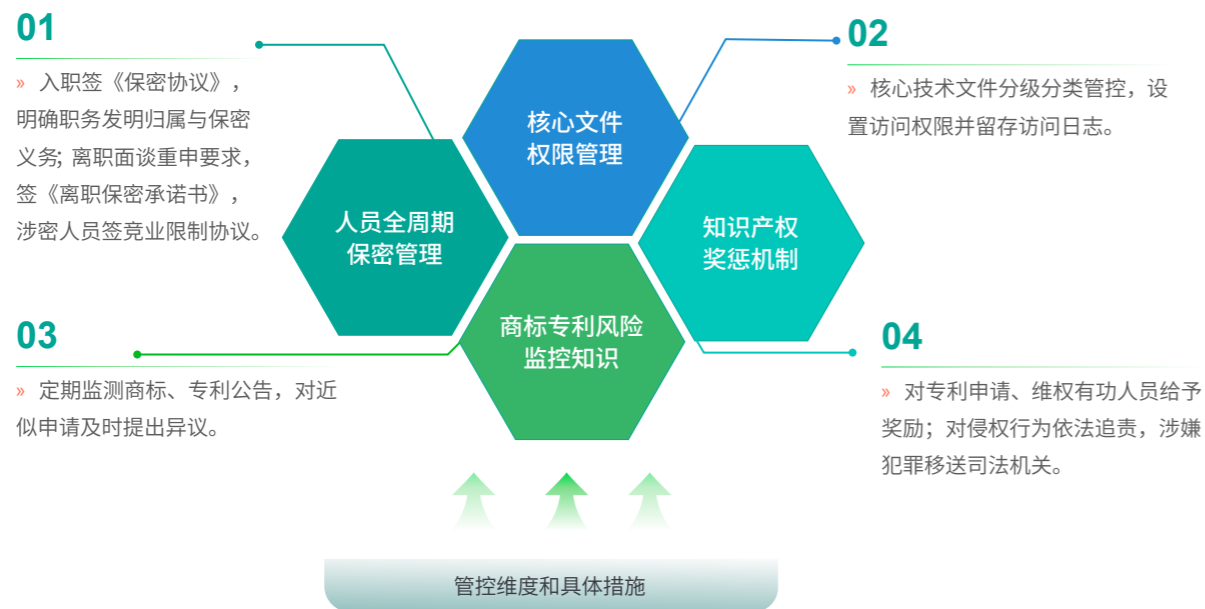 01
» 入职签《保密协议》，
明确职务发明归属与保密
义务; 离职面谈重申要求，
签《离职保密承诺书》，
涉密人员签竞业限制协议。
核心文件
权限管理
02
» 核心技术文件分级分类管控，设
置访问权限并留存访问日志。
人员全周期
保密管理
知识产权
奖惩机制
03
» 定期监测商标、专利公告，对近
似申请及时提出异议。
商标专利风险
监控知识
04
» 对专利申请、维权有功人员给予
奖励；对侵权行为依法追责，涉嫌
犯罪移送司法机关。
管控维度和具体措施